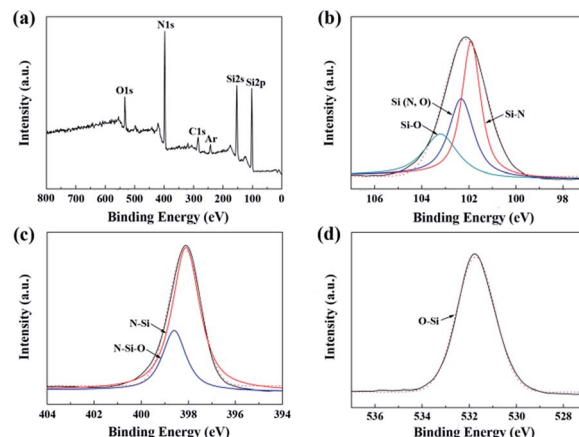 (a)
Intensity (a.u.)
N1s
O1s
Si2s
Si2p
C1s
Ar
800 700 600 500 400 300 200 100 0
Binding Energy (eV)
(b)
Intensity (a.u.)
Si (N, O)
Si-N
Si-O
106 104 102 100 98
Binding Energy (eV)
(c)
Intensity (a.u.)
N-Si
N-Si-O
404 402 400 398 396 394
Binding Energy (eV)
(d)
Intensity (a.u.)
O-Si
536 534 532 530 528
Binding Energy (eV)